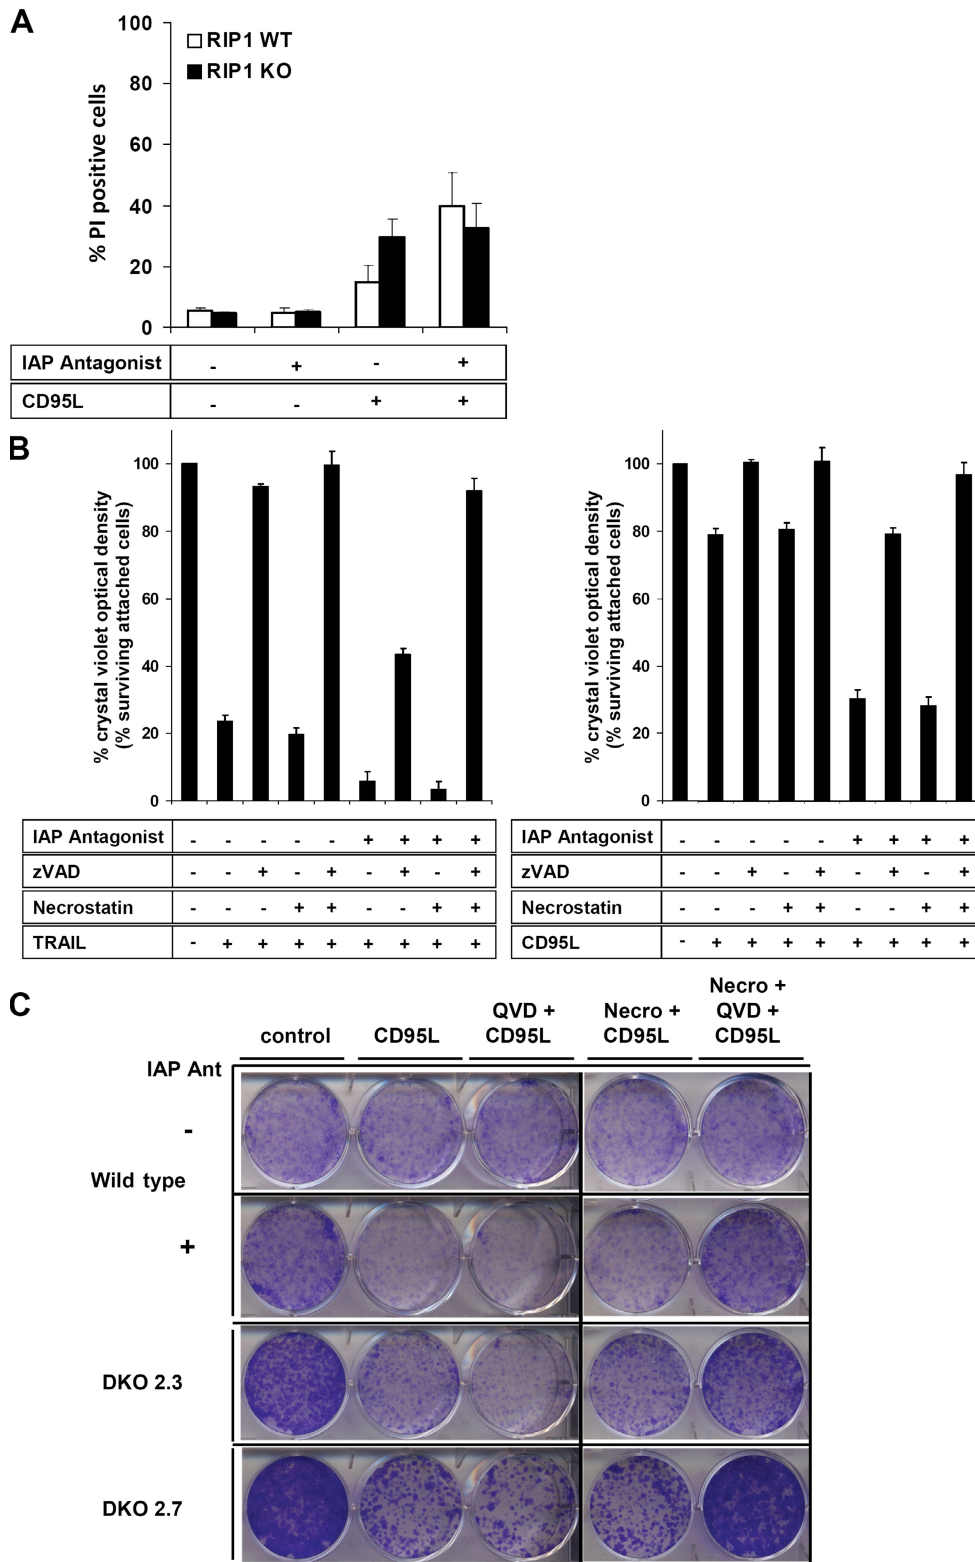 A
100
80
60
40
20
0
% PI positive cells
RIP1 WT
RIP1 KO
IAP Antagonist - + - +
CD95L - - + +
B
100
80
60
40
20
0
% crystal violet optical density
(% surviving attached cells)
IAP Antagonist - - - - - + + + +
zVAD - - + - + - + - +
Necrostatin - - - + + - - + +
TRAIL - + + + + + + + +
100
80
60
40
20
0
% crystal violet optical density
(% surviving attached cells)
IAP Antagonist - - - - - + + + +
zVAD - - + - + - + - +
Necrostatin - - - + + - - + +
CD95L - + + + + + + + +
C
control
CD95L
QVD +
CD95L
Necro +
CD95L
Necro +
QVD +
CD95L
IAP Ant
-
Wild type
+
DKO 2.3
DKO 2.7